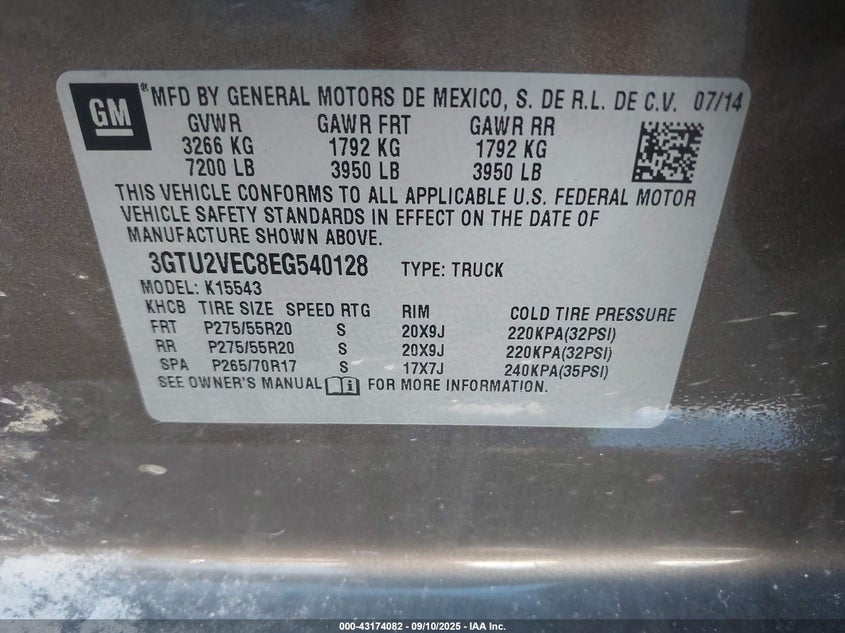 GM
® MFD BY GENERAL MOTORS DE MEXICO, S. DE R.L. DE C.V. 07/14
GVWR GAWR FRT GAWR RR
3266 KG 1792 KG 1792 KG
7200 LB 3950 LB 3950 LB
THIS VEHICLE CONFORMS TO ALL APPLICABLE U.S. FEDERAL MOTOR
VEHICLE SAFETY STANDARDS IN EFFECT ON THE DATE OF
MANUFACTURE SHOWN ABOVE.
3GTU2VEC8EG540128 TYPE: TRUCK
MODEL: K15543
KHCB TIRE SIZE SPEED RTG RIM COLD TIRE PRESSURE
FRT P275/55R20 S 20X9J 220KPA(32PSI)
RR P275/55R20 S 20X9J 220KPA(32PSI)
SPA P265/70R17 S 17X7J 240KPA(35PSI)
SEE OWNER'S MANUAL i FOR MORE INFORMATION.
000-43174082 - 09/10/2025 - IAA Inc.